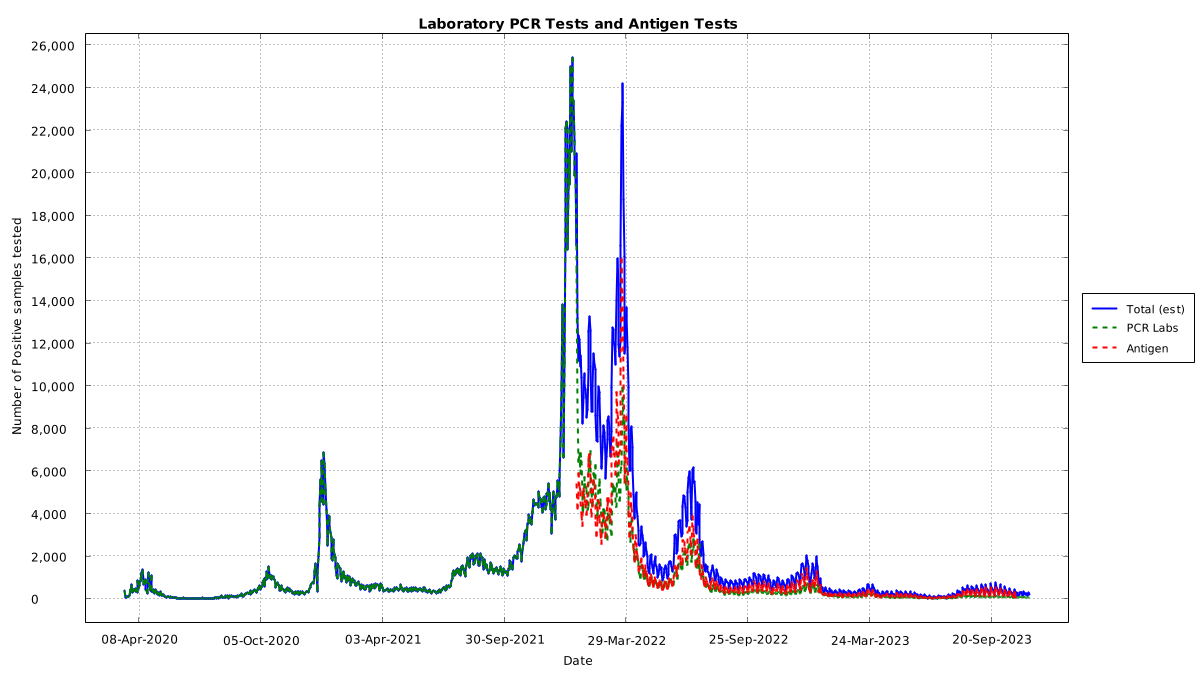 Laboratory PCR Tests and Antigen Tests
26,000
24,000
22,000
20,000
18,000
16,000
14,000
12,000
10,000
8,000
6,000
4,000
2,000
0
Number of Positive samples tested
08-Apr-2020
05-Oct-2020
03-Apr-2021
30-Sep-2021
29-Mar-2022
25-Sep-2022
24-Mar-2023
20-Sep-2023
Date
Total (est)
PCR Labs
Antigen